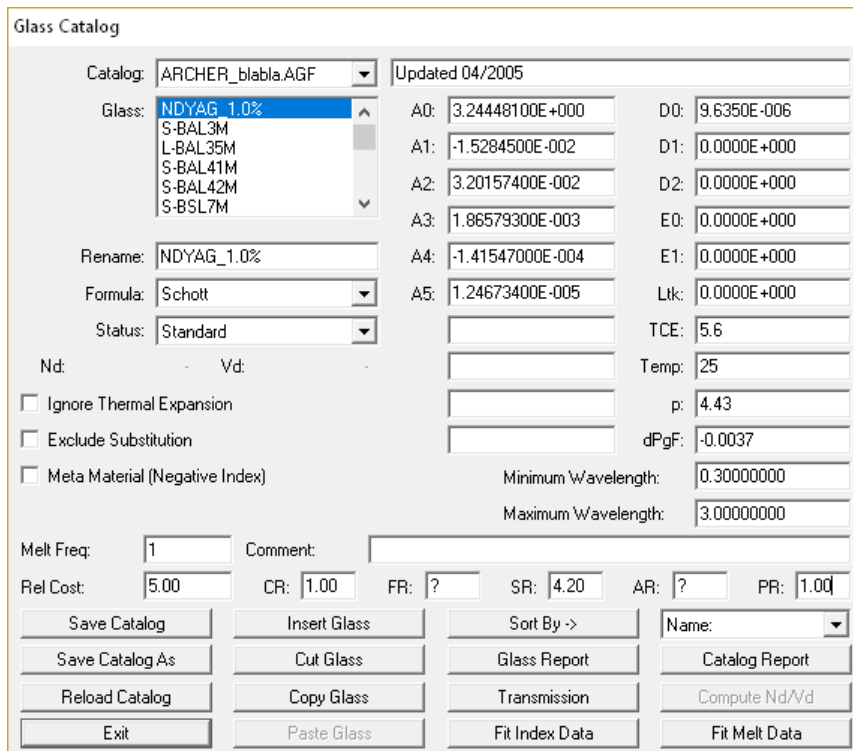 Glass Catalog
Catalog: ARCHER_blabla.AGF Updated 04/2005
Glass: NDYAG_1.0% A0: 3.24448100E+000 D0: 9.6350E-006
S-BAL3M
L-BAL35M A1: -1.5284500E-002 D1: 0.0000E+000
S-BAL41M
S-BAL42M A2: 3.20157400E-002 D2: 0.0000E+000
S-BSL7M
A3: 1.86579300E-003 E0: 0.0000E+000
Rename: NDYAG_1.0% A4: -1.41547000E-004 E1: 0.0000E+000
Formula: Schott A5: 1.24673400E-005 Ltk: 0.0000E+000
Status: Standard TCE: 5.6
Nd: - Vd: - Temp: 25
Ignore Thermal Expansion p: 4.43
Exclude Substitution dPgF: -0.0037
Meta Material (Negative Index) Minimum Wavelength: 0.30000000
Maximum Wavelength: 3.00000000
Melt Freq: 1 Comment:
Rel Cost: 5.00 CR: 1.00 FR: ? SR: 4.20 AR: ? PR: 1.00
Save Catalog Insert Glass Sort By -> Name:
Save Catalog As Cut Glass Glass Report Catalog Report
Reload Catalog Copy Glass Transmission Compute Nd/Vd
Exit Paste Glass Fit Index Data Fit Melt Data